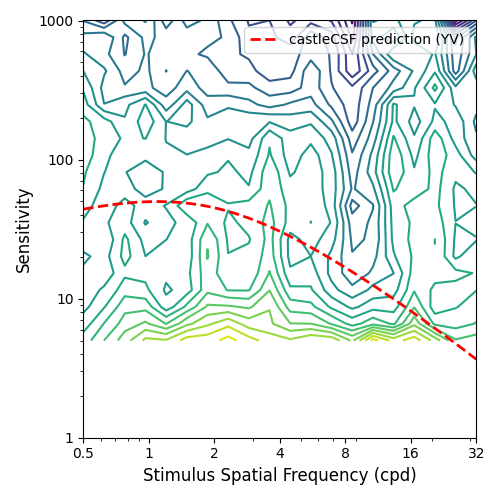 1000
100
10
1
Sensitivity
castleCSF prediction (YV)
0.5 1 2 4 8 16 32
Stimulus Spatial Frequency (cpd)